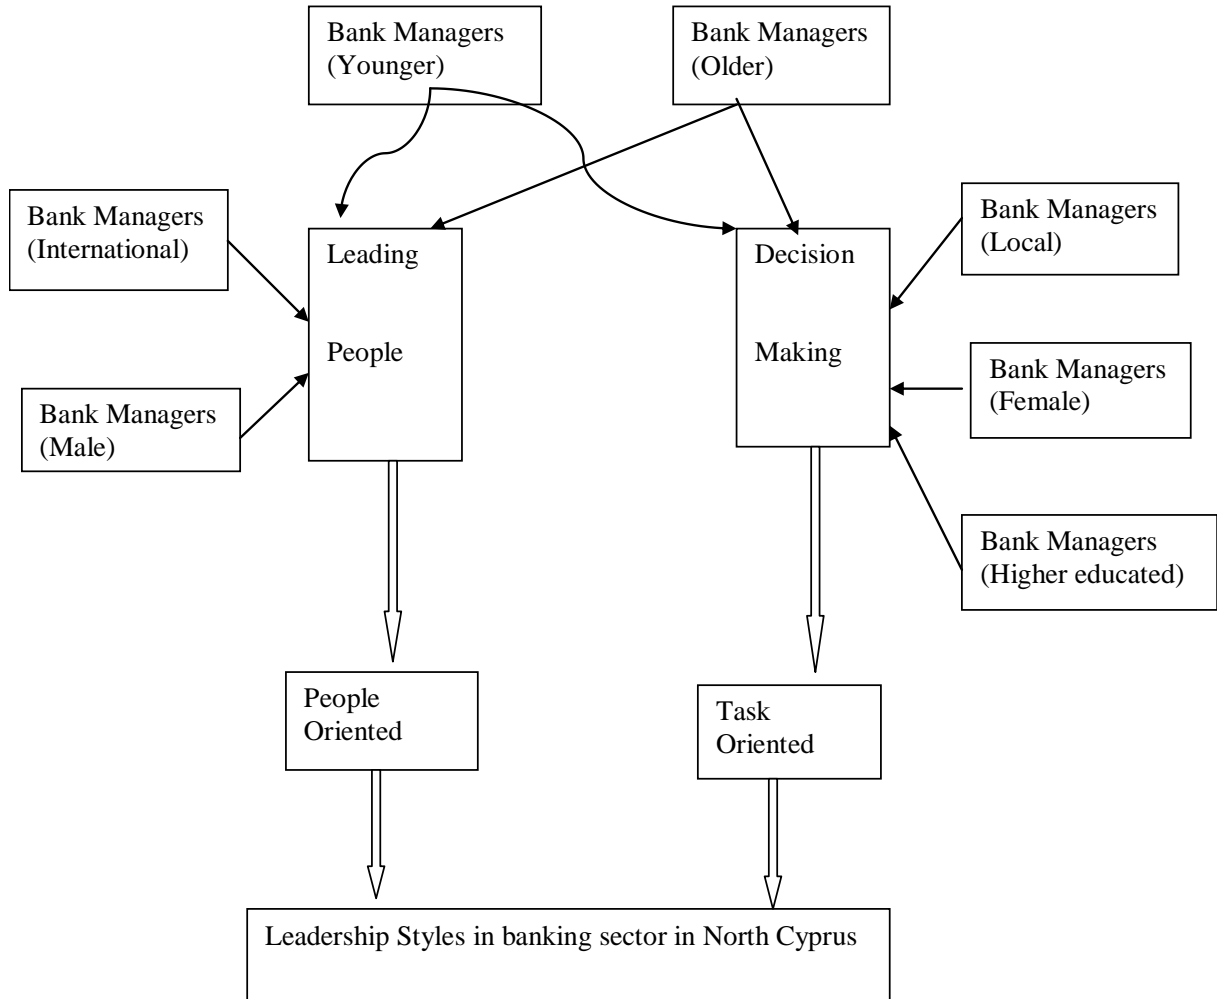 Bank Managers
(Younger)
Bank Managers
(Older)
Bank Managers
(International)
Leading
People
Decision
Making
Bank Managers
(Local)
Bank Managers
(Male)
Bank Managers
(Female)
Bank Managers
(Higher educated)
People
Oriented
Task
Oriented
Leadership Styles in banking sector in North Cyprus